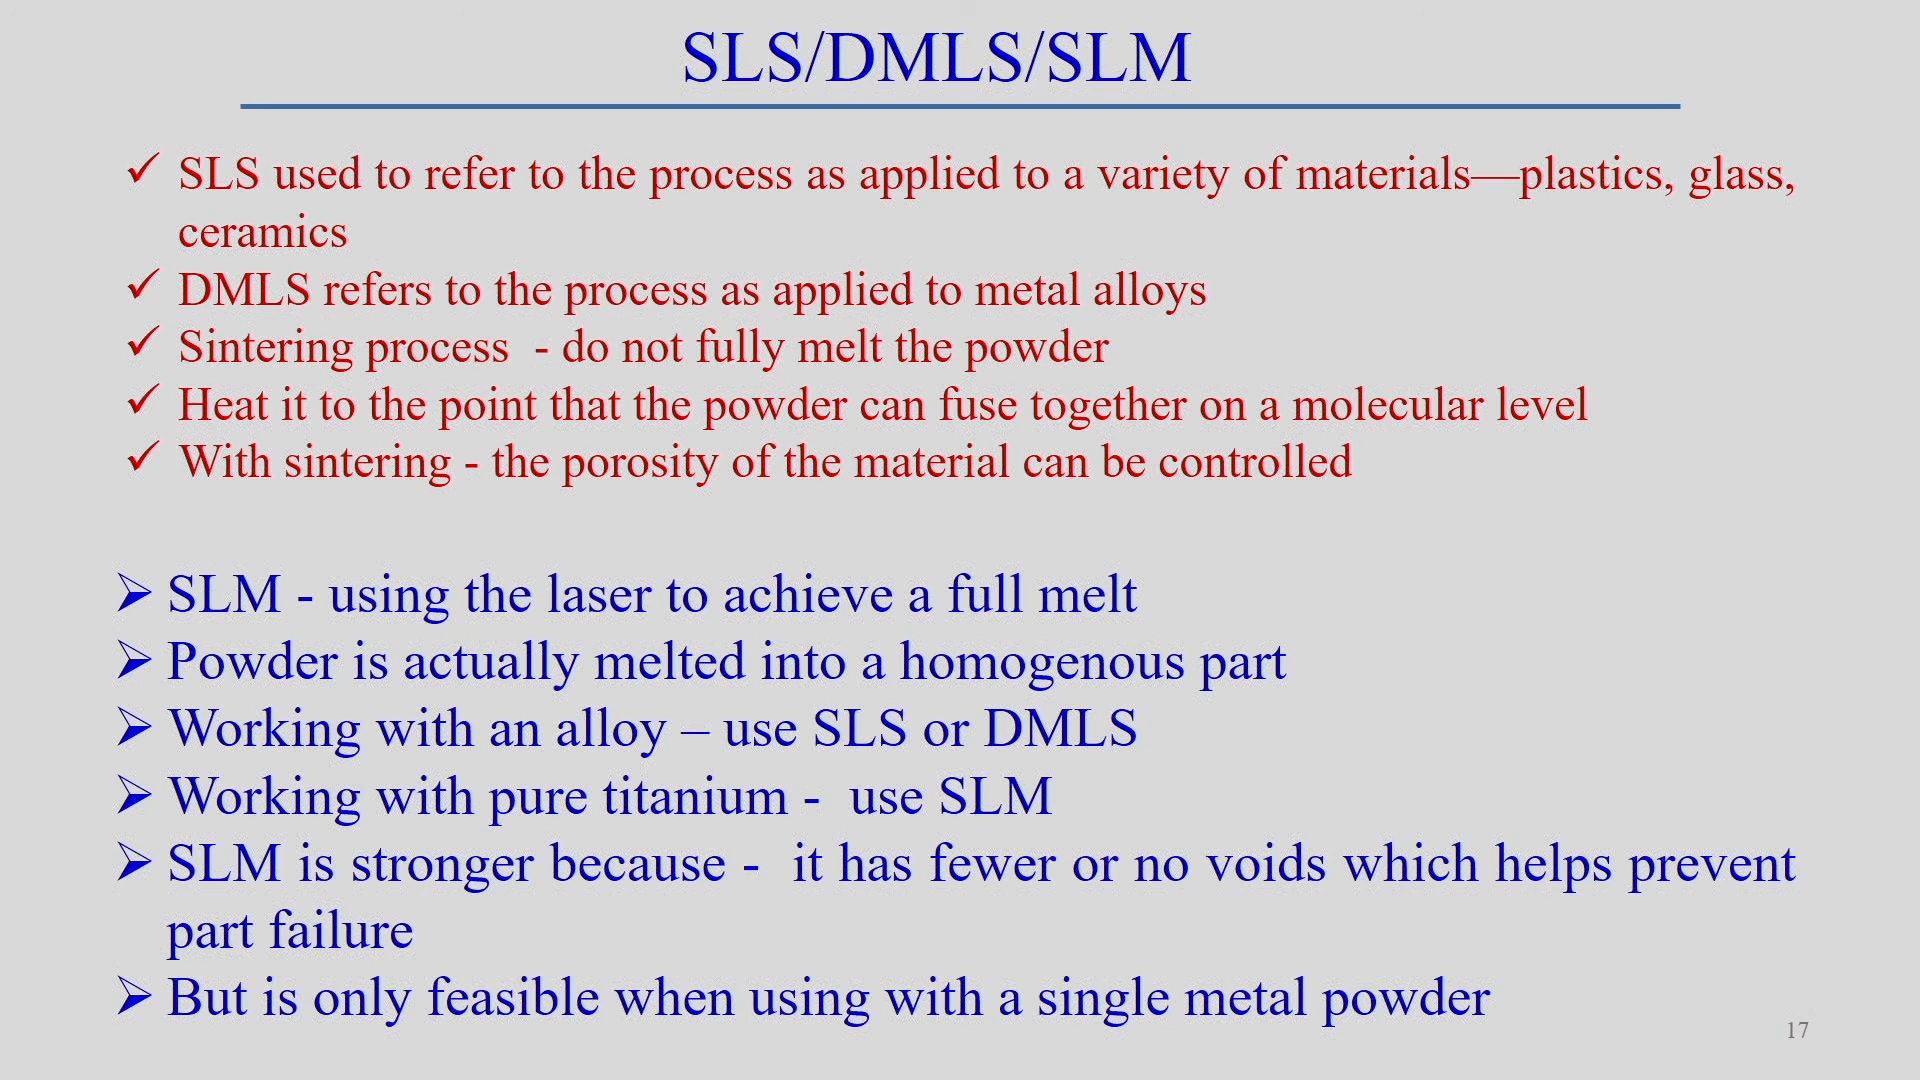 SLS/DMLS/SLM
✓ SLS used to refer to the process as applied to a variety of materials—plastics, glass,
ceramics
✓ DMLS refers to the process as applied to metal alloys
✓ Sintering process  - do not fully melt the powder
✓ Heat it to the point that the powder can fuse together on a molecular level
✓ With sintering - the porosity of the material can be controlled
➢ SLM - using the laser to achieve a full melt
➢ Powder is actually melted into a homogenous part
➢ Working with an alloy – use SLS or DMLS
➢ Working with pure titanium -  use SLM
➢ SLM is stronger because -  it has fewer or no voids which helps prevent
part failure
➢ But is only feasible when using with a single metal powder
17